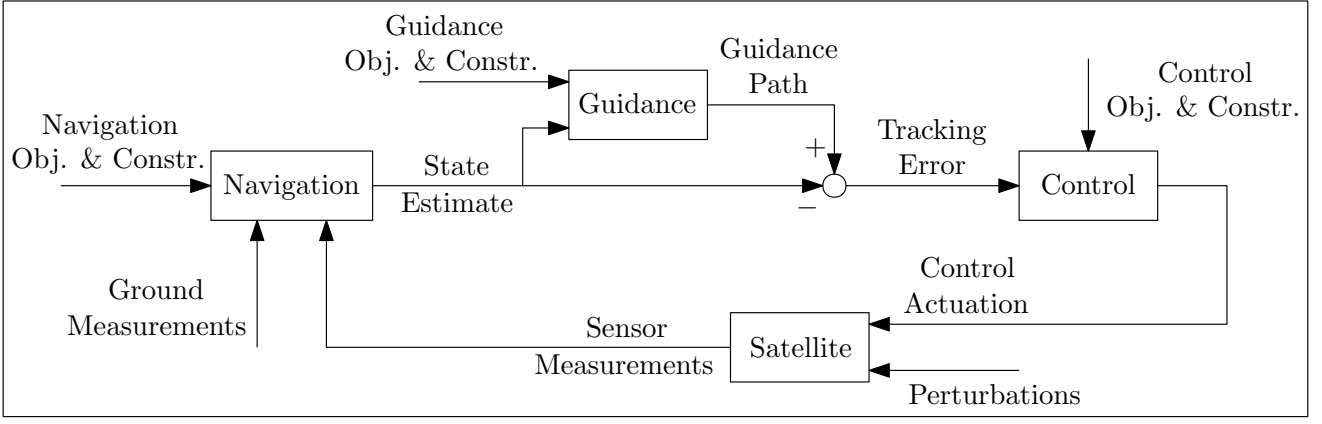 Guidance
Obj. & Constr.
Guidance
Path
Guidance
Control
Obj. & Constr.
Navigation
Obj. & Constr.
Navigation
State
Estimate
+
−
Tracking
Error
Control
Ground
Measurements
Sensor
Measurements
Satellite
Control
Actuation
Perturbations